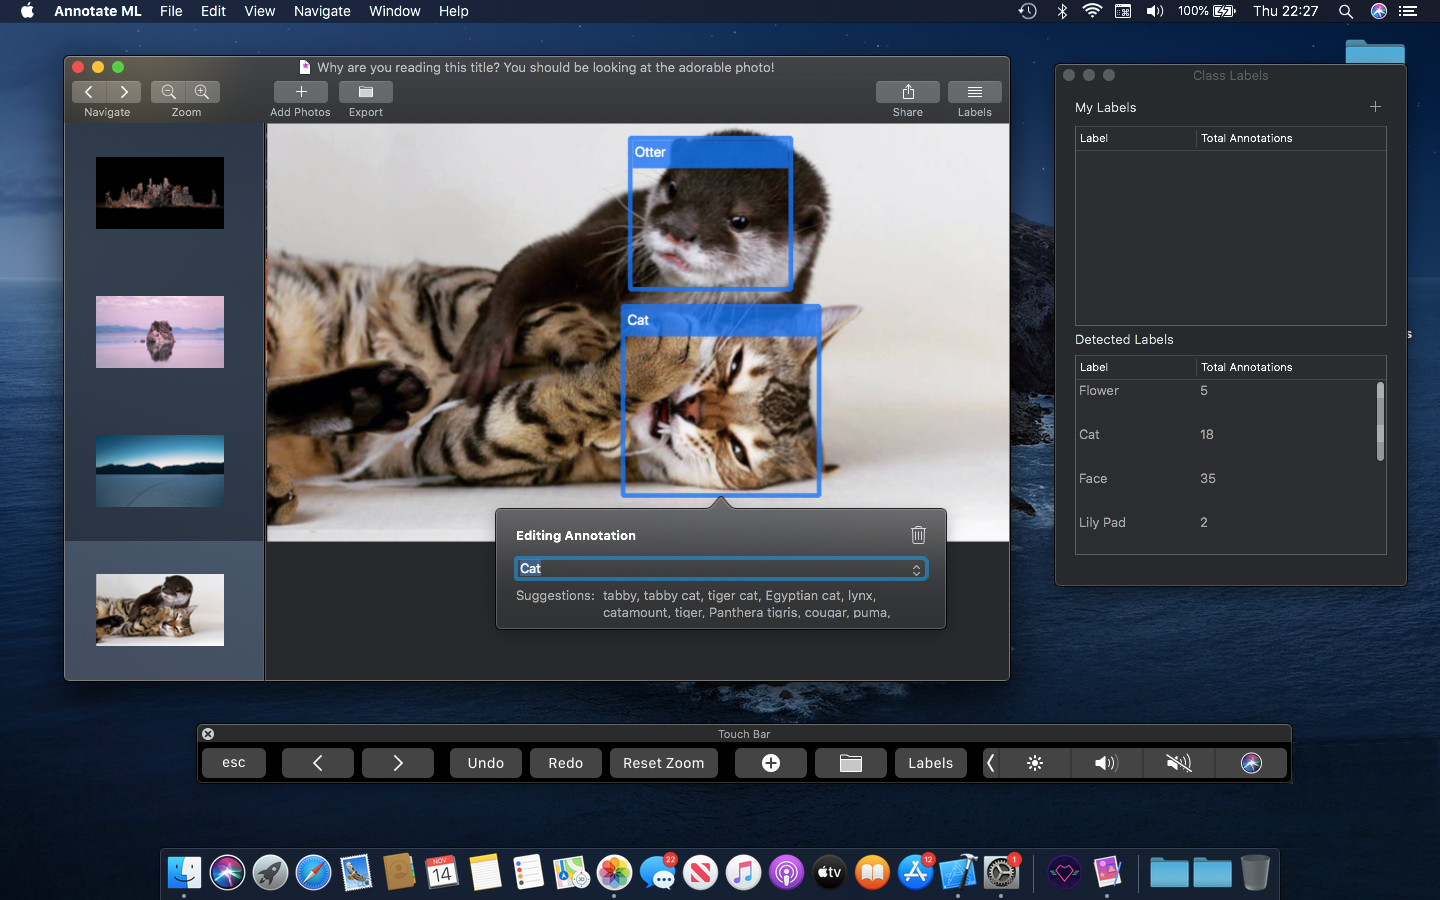 Annotate ML File Edit View Navigate Window Help 100% Thu 22:27
Why are you reading this title? You should be looking at the adorable photo!
Navigate Zoom Add Photos Export Share Labels
Otter
Cat
Editing Annotation
Cat
Suggestions: tabby, tabby cat, tiger cat, Egyptian cat, lynx,
catamount, tiger, Panthera tigris, cougar, puma,
Class Labels
My Labels
Label Total Annotations
Detected Labels
Label Total Annotations
Flower 5
Cat 18
Face 35
Lily Pad 2
s
Touch Bar
esc Undo Redo Reset Zoom Labels
NOV
14
30
22
tv
12
1